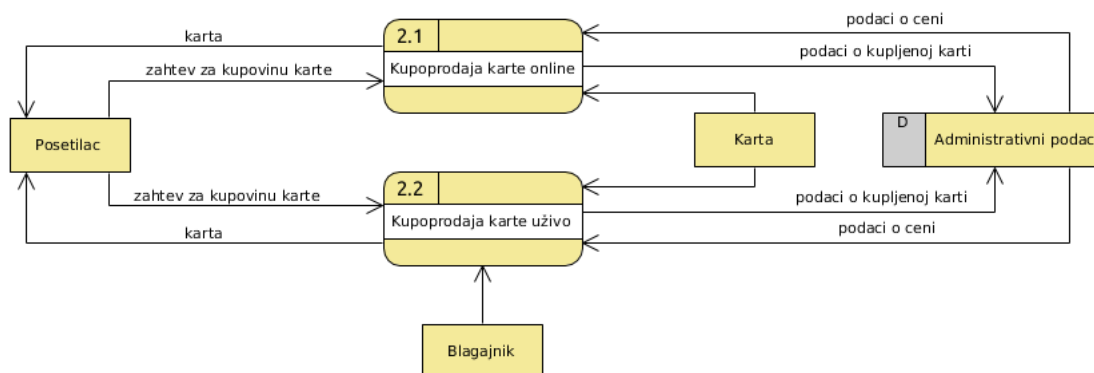 podaci o ceni
karta
2.1
podaci o kupljenoj karti
zahtev za kupovinu karte
Kupoprodaja karte online
Posetilac
Karta
D
Administrativni podaci
2.2
zahtev za kupovinu karte
podaci o kupljenoj karti
Kupoprodaja karte uživo
karta
podaci o ceni
Blagajnik